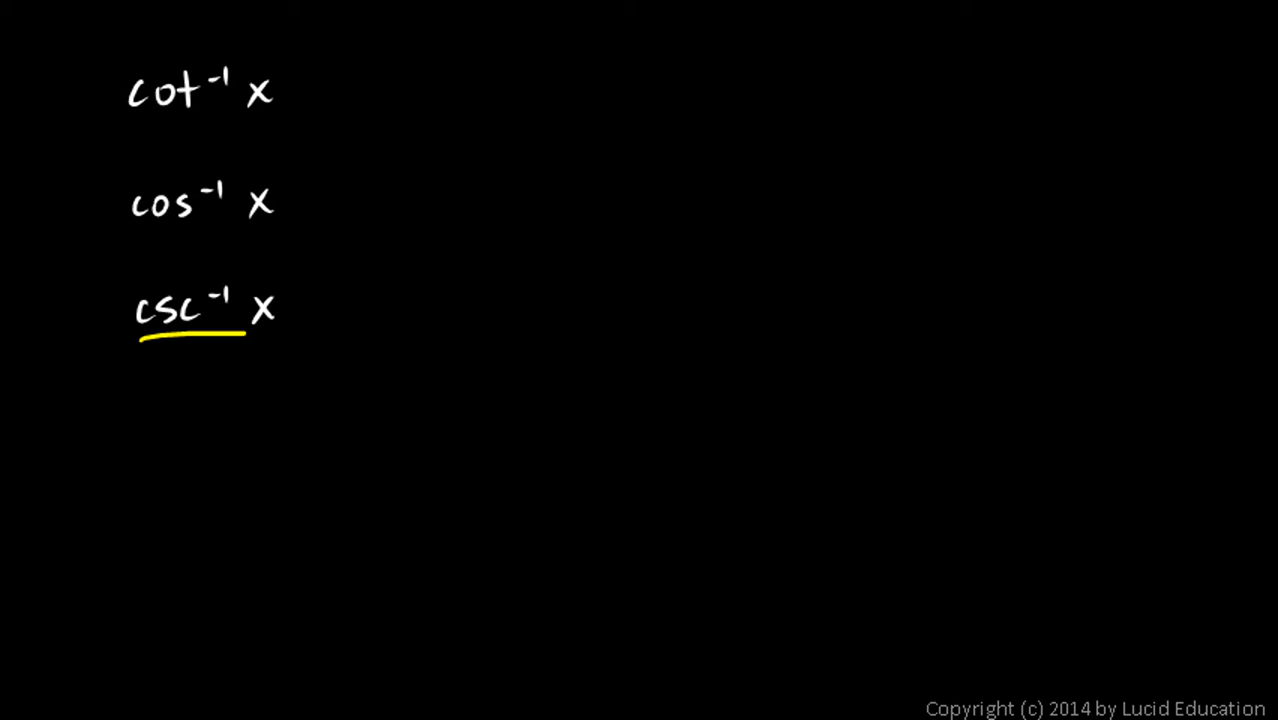 cot⁻¹ x
cos⁻¹ x
csc⁻¹ x
Copyright (c) 2014 by Lucid Education